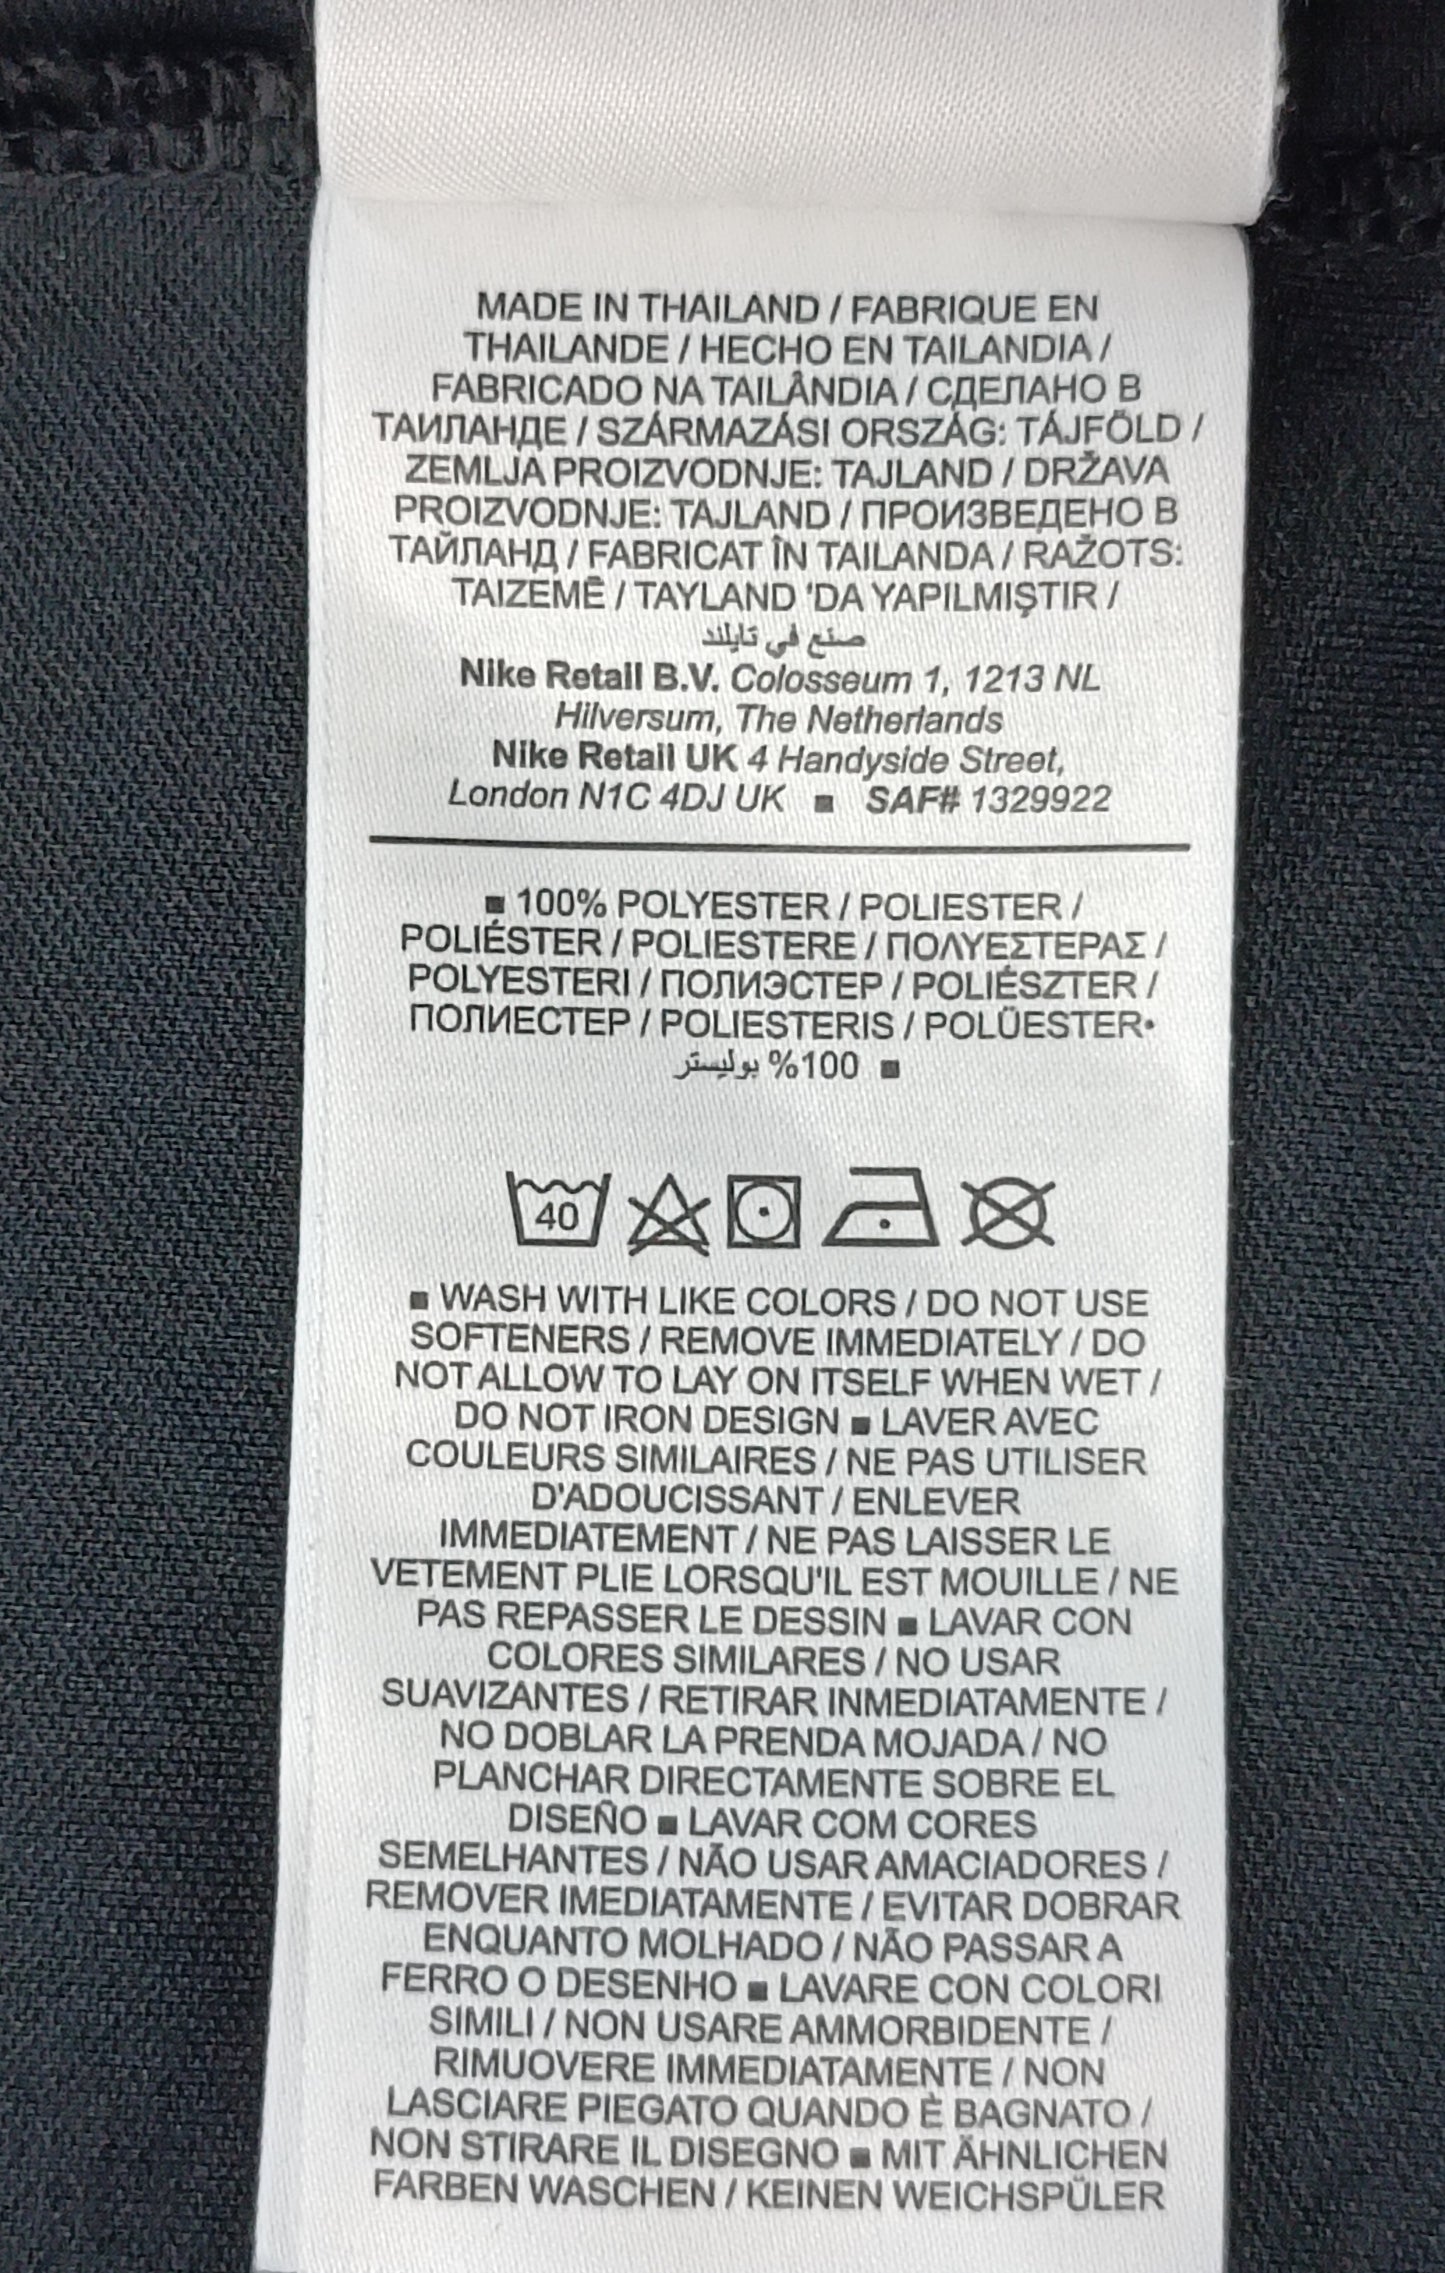 MADE IN THAILAND / FABRIQUE EN
THAILANDE / HECHO EN TAILANDIA /
FABRICADO NA TAILÂNDIA / СДЕЛАНО В
ТАИЛАНДЕ / SZÁRMAZÁSI ORSZÁG: TÁJFÖLD /
ZEMLJA PROIZVODNJE: TAJLAND / DRŽAVA
PROIZVODNJE: TAJLAND / ПРОИЗВЕДЕНО В
ТАЙЛАНД / FABRICAT ÎN TAILANDA / RAŽOTS:
TAIZEMĒ / TAYLAND 'DA YAPILMIŞTIR /
صنع في تايلند
Nike Retail B.V. Colosseum 1, 1213 NL
Hilversum, The Netherlands
Nike Retail UK 4 Handyside Street,
London N1C 4DJ UK ■ SAF# 1329922
■ 100% POLYESTER / POLIESTER /
POLIÉSTER / POLIESTERE / ΠΟΛΥΕΣΤΕΡΑΣ /
POLYESTERI / ПОЛИЭСТЕР / POLIÉSZTER /
ПОЛИЕСТЕР / POLIESTERIS / POLÜESTER•
■ 100% بوليستر
40
■ WASH WITH LIKE COLORS / DO NOT USE
SOFTENERS / REMOVE IMMEDIATELY / DO
NOT ALLOW TO LAY ON ITSELF WHEN WET /
DO NOT IRON DESIGN ■ LAVER AVEC
COULEURS SIMILAIRES / NE PAS UTILISER
D'ADOUCISSANT / ENLEVER
IMMEDIATEMENT / NE PAS LAISSER LE
VETEMENT PLIE LORSQU'IL EST MOUILLE / NE
PAS REPASSER LE DESSIN ■ LAVAR CON
COLORES SIMILARES / NO USAR
SUAVIZANTES / RETIRAR INMEDIATAMENTE /
NO DOBLAR LA PRENDA MOJADA / NO
PLANCHAR DIRECTAMENTE SOBRE EL
DISEÑO ■ LAVAR COM CORES
SEMELHANTES / NÃO USAR AMACIADORES /
REMOVER IMEDIATAMENTE / EVITAR DOBRAR
ENQUANTO MOLHADO / NÃO PASSAR A
FERRO O DESENHO ■ LAVARE CON COLORI
SIMILI / NON USARE AMMORBIDENTE /
RIMUOVERE IMMEDIATAMENTE / NON
LASCIARE PIEGATO QUANDO È BAGNATO /
NON STIRARE IL DISEGNO ■ MIT ÄHNLICHEN
FARBEN WASCHEN / KEINEN WEICHSPÜLER